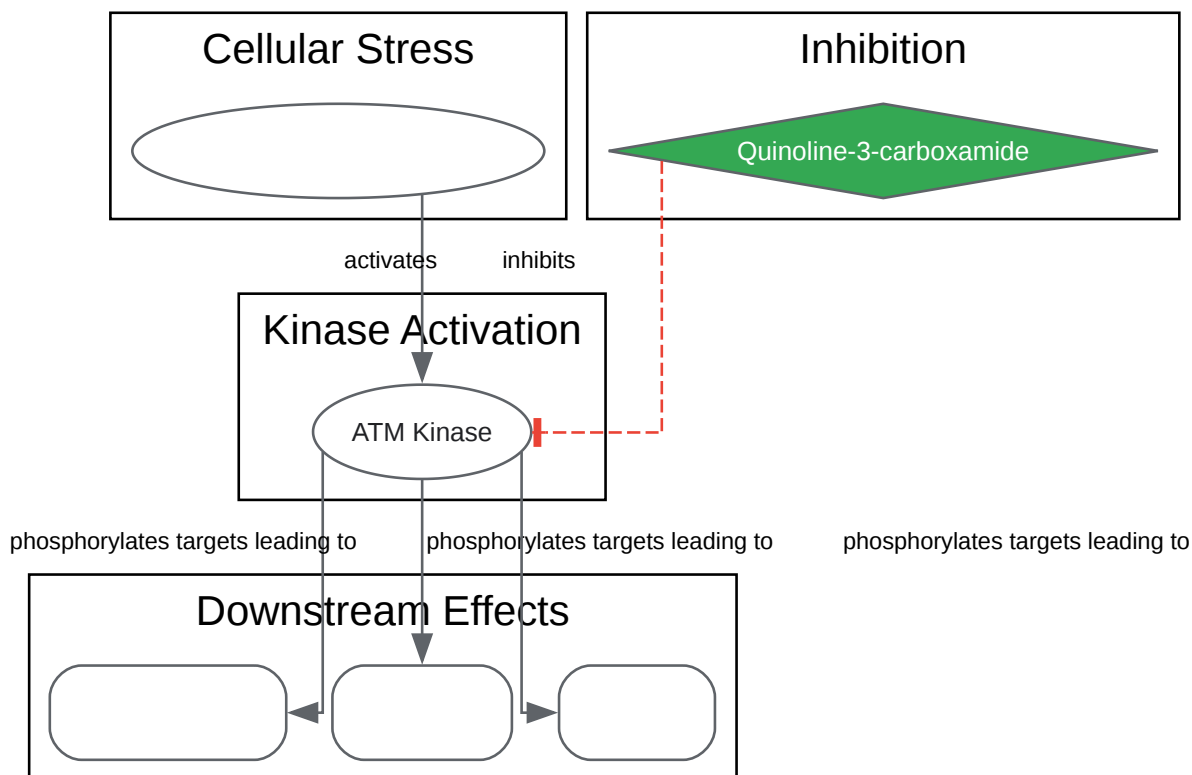 Cellular Stress
Inhibition
Quinoline-3-carboxamide
activates
inhibits
Kinase Activation
ATM Kinase
phosphorylates targets leading to
phosphorylates targets leading to
phosphorylates targets leading to
Downstream Effects